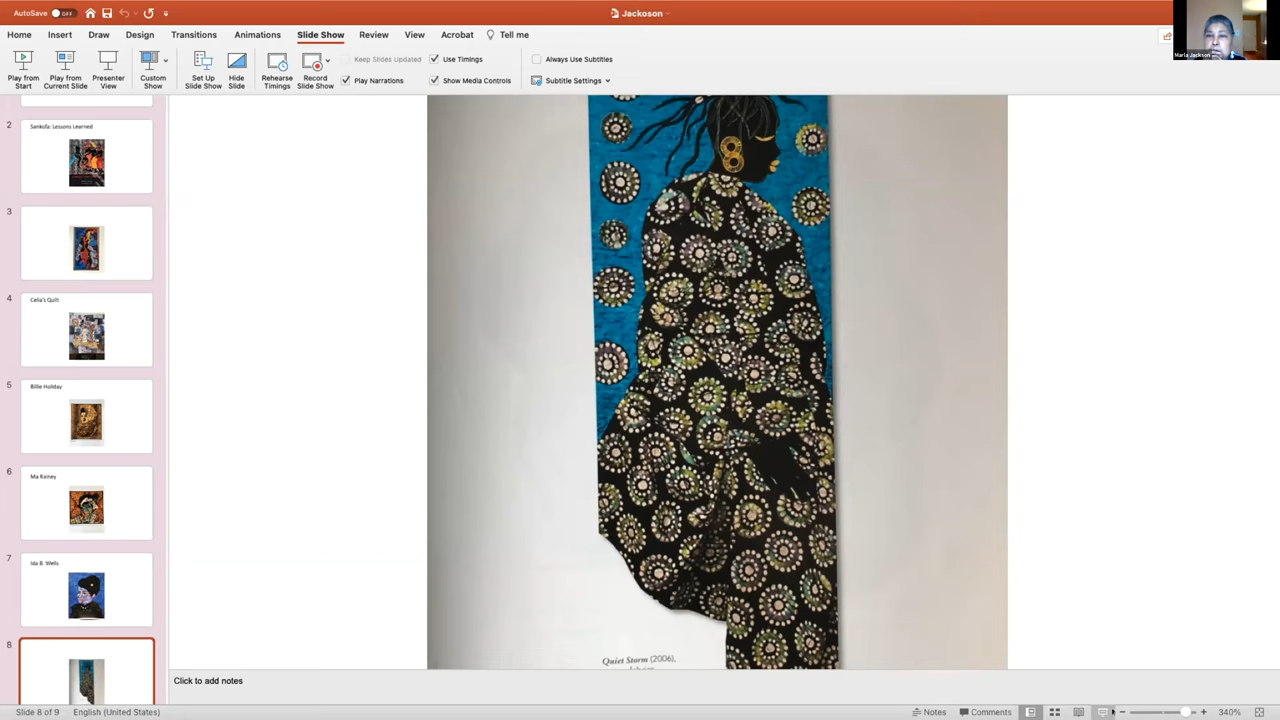 AutoSave OFF
Jackoson
Home Insert Draw Design Transitions Animations Slide Show Review View Acrobat Tell me
Marla Jackson
Play from Start
Play from Current Slide
Presenter View
Custom Show
Set Up Slide Show
Hide Slide
Rehearse Timings
Record Slide Show
Keep Slides Updated
Use Timings
Always Use Subtitles
Play Narrations
Show Media Controls
Subtitle Settings
2
Sankofa: Lessons Learned
3
4
Celia's Quilt
5
Billie Holiday
6
Ma Rainey
7
Ida B. Wells
8
Quiet Storm (2006),
Click to add notes
Slide 8 of 9 English (United States) Notes Comments 340%